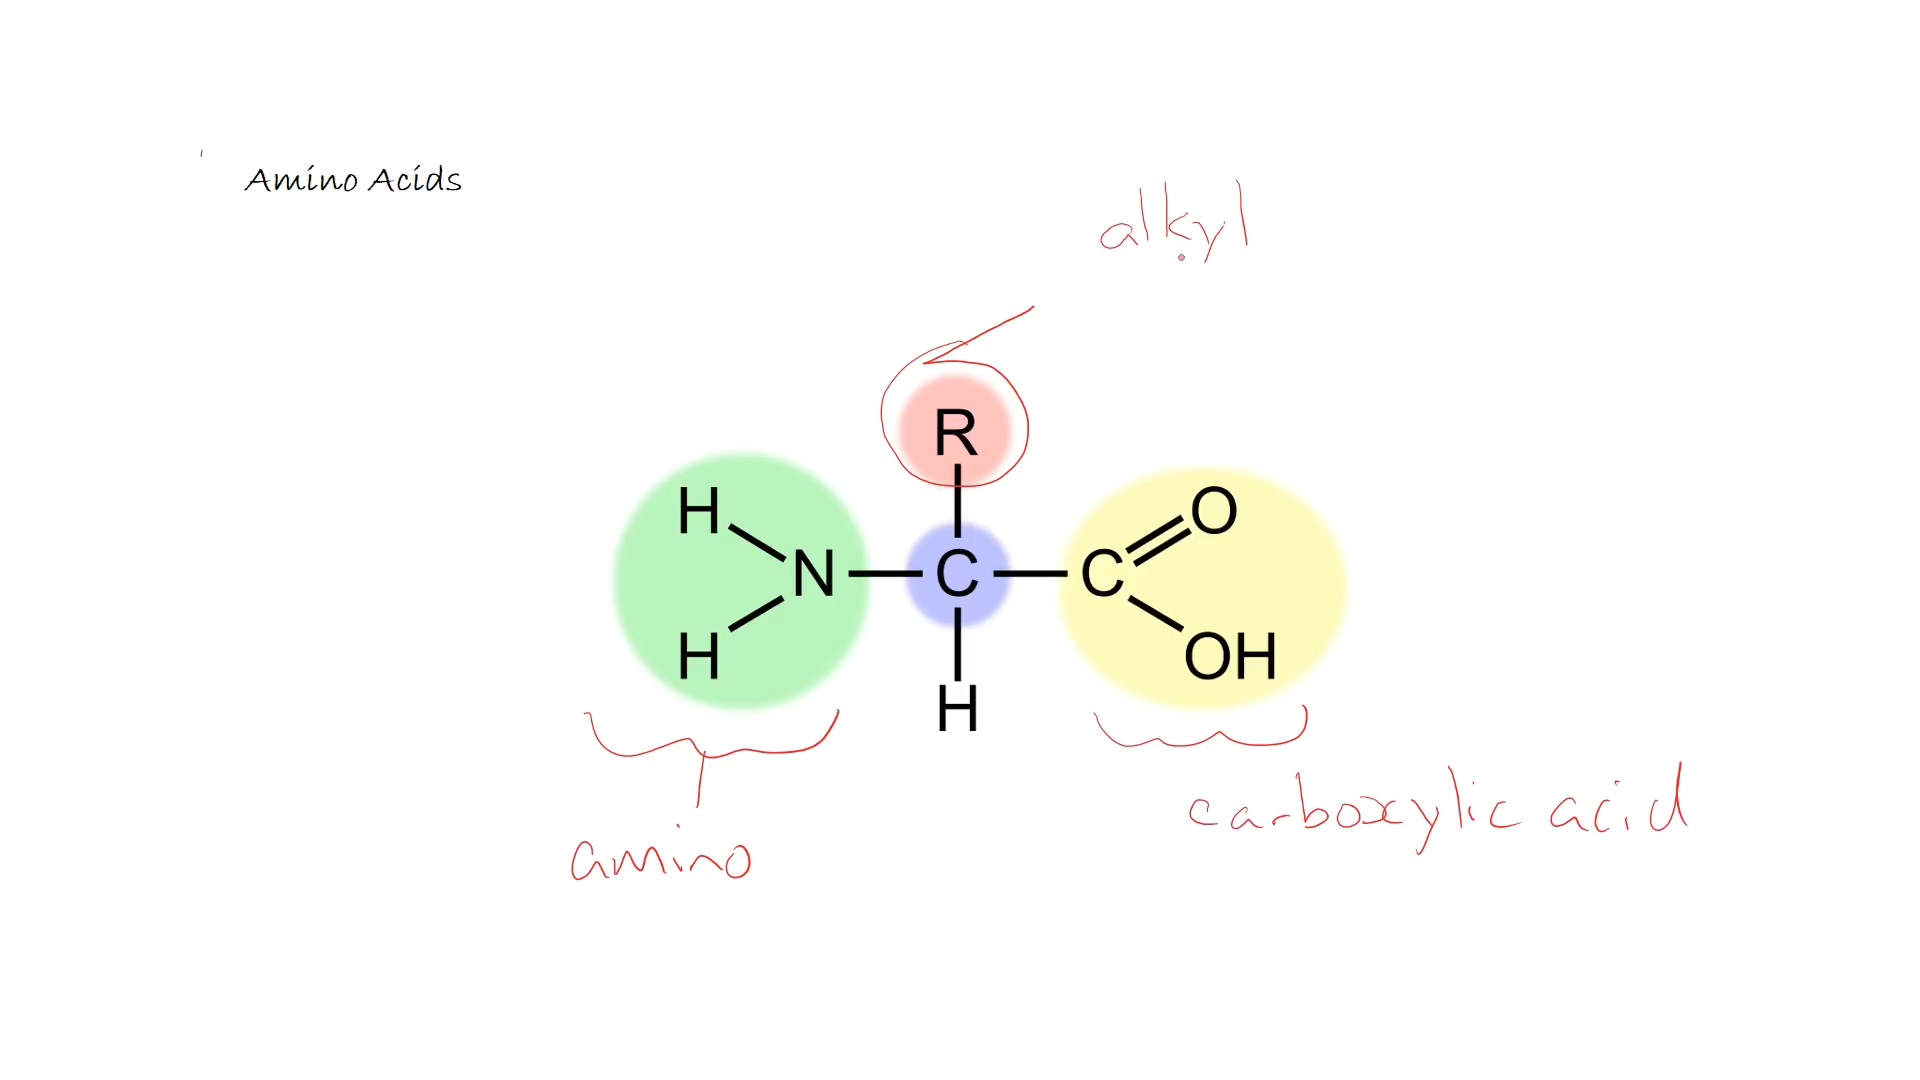 Amino Acids
alkyl
R
H O
N C C
H OH
H
carboxylic acid
amino